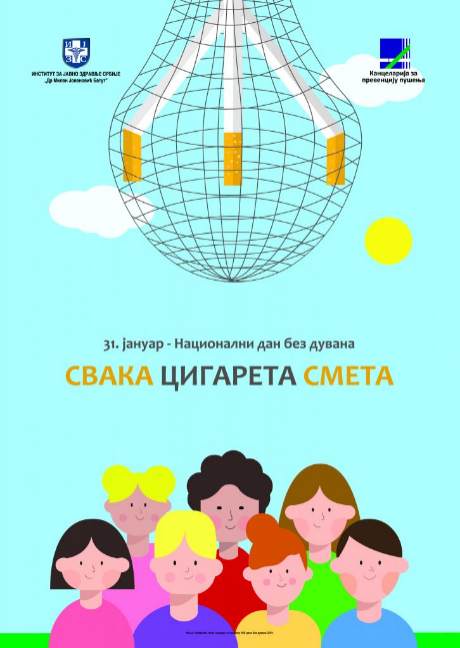 И J
З С
ИНСТИТУТ ЗА ЈАВНО ЗДРАВЉЕ СРБИЈЕ
„Др Милан Јовановић Батут“
Канцеларија за
превенцију пушења
31. јануар - Национални дан без дувана
СВАКА ЦИГАРЕТА СМЕТА